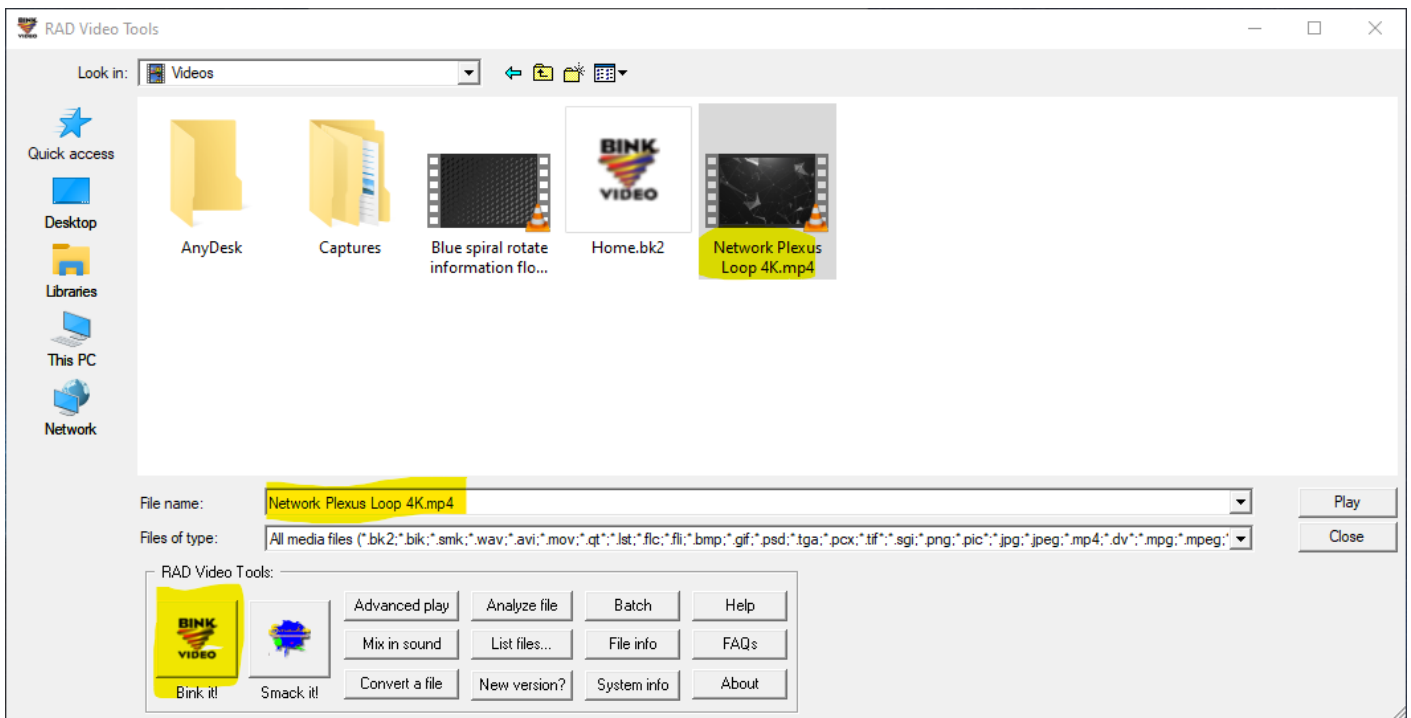 RAD Video Tools
Look in:
Videos
Quick access
Desktop
Libraries
This PC
Network
AnyDesk
Captures
Blue spiral rotate
information flo...
BINK
VIDEO
Home.bk2
Network Plexus
Loop 4K.mp4
File name:
Network Plexus Loop 4K.mp4
Play
Files of type:
All media files (*.bk2;*.bik;*.smk;*.wav;*.avi;*.mov;*.qt*;*.lst;*.flc;*.fli;*.bmp;*.gif;*.psd;*.tga;*.pcx;*.tif*;*.sgi;*.png;*.pic*;*.jpg;*.jpeg;*.mp4;*.dv*;*.mpg;*.mpeg;*
Close
RAD Video Tools:
BINK
VIDEO
Bink it!
Smack it!
Advanced play
Analyze file
Batch
Help
Mix in sound
List files...
File info
FAQs
Convert a file
New version?
System info
About